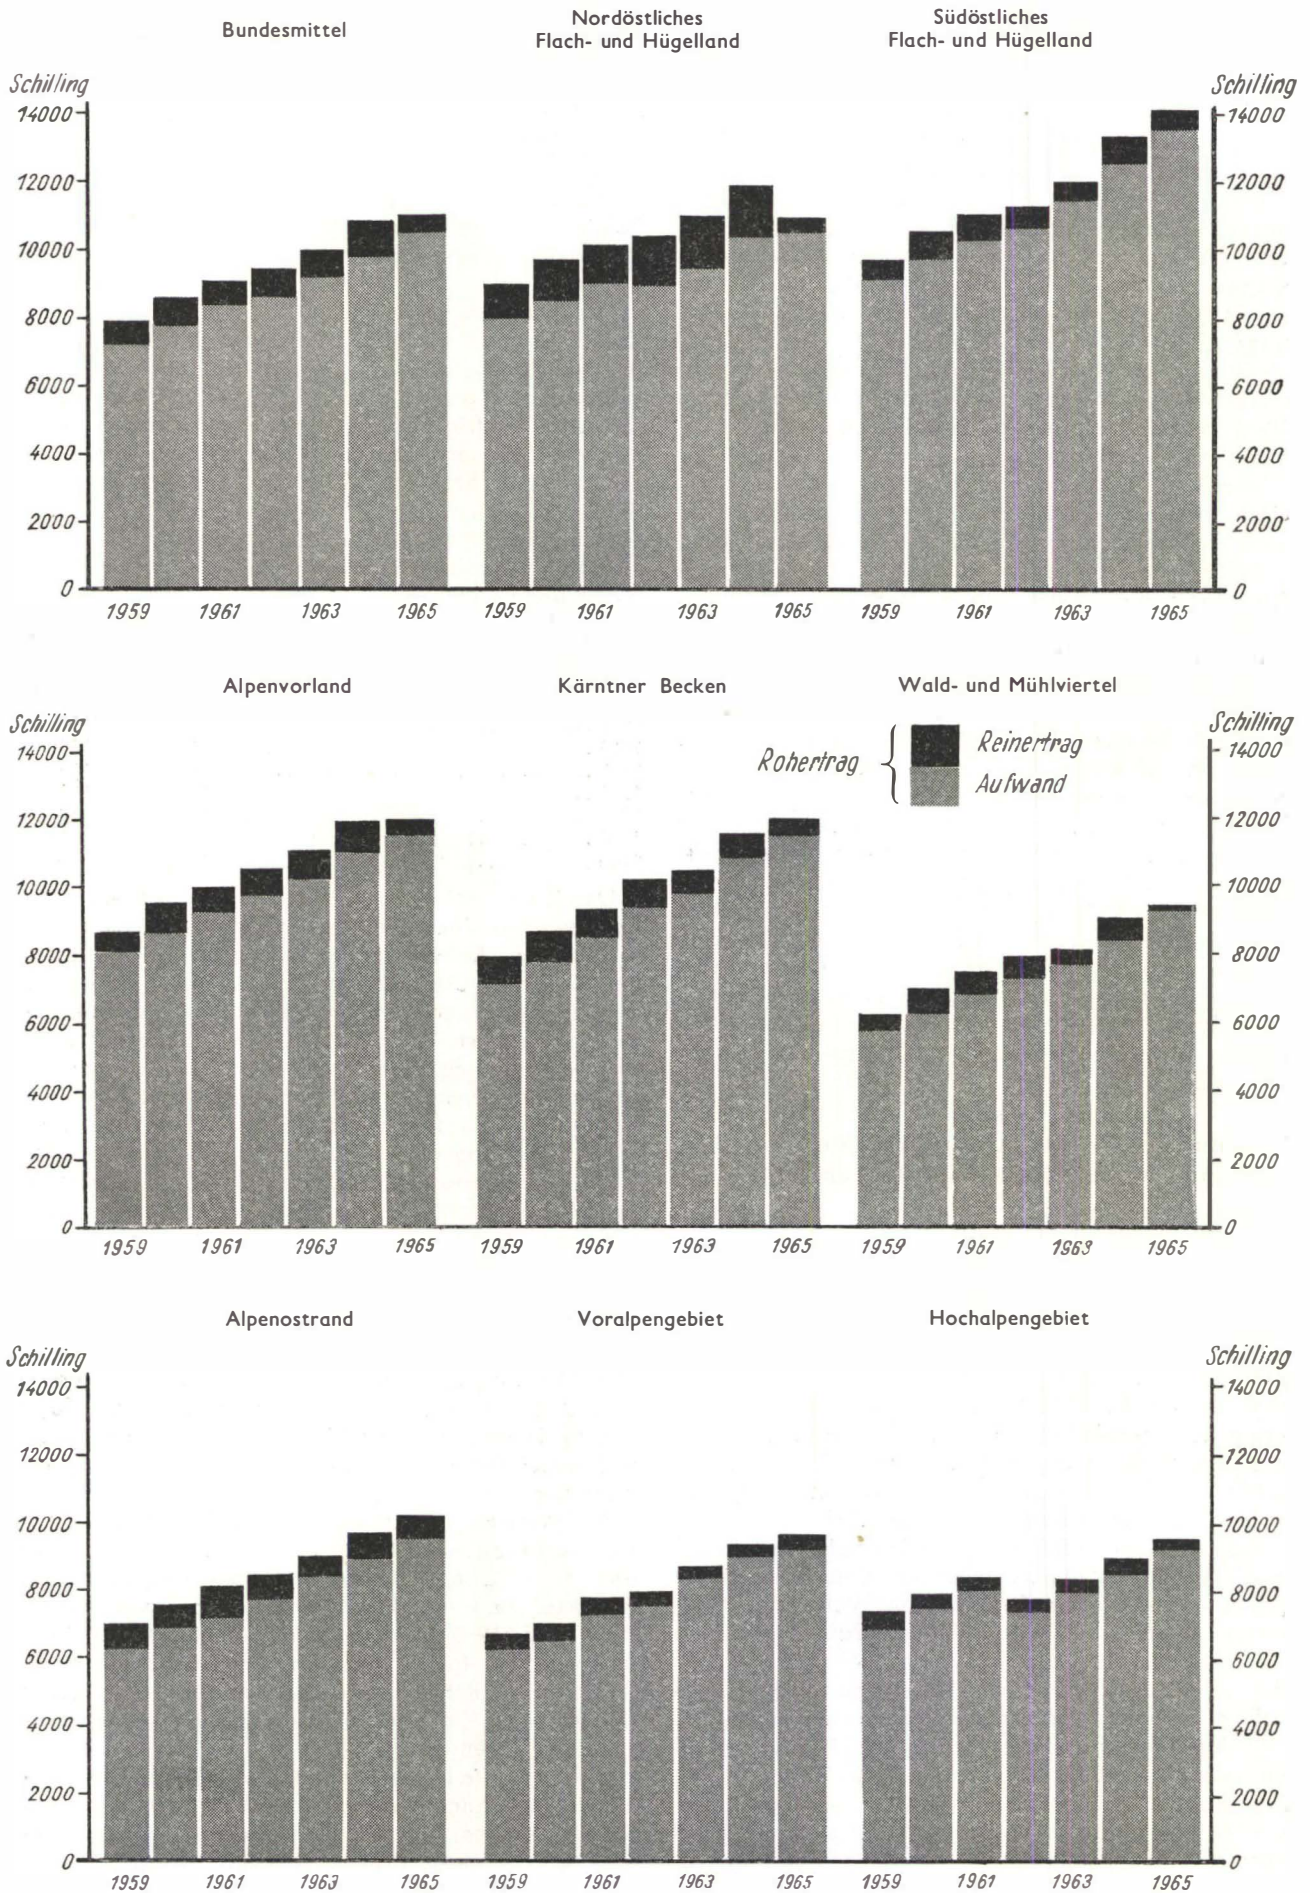 Bundesmittel
Nordöstliches
Flach- und Hügelland
Südöstliches
Flach- und Hügelland
Schilling
Schilling
14000
14000
12000
12000
10000
10000
8000
8000
6000
6000
4000
4000
2000
2000
0
0
1959 1961 1963 1965 1959 1961 1963 1965 1959 1961 1963 1965
Alpenvorland
Kärntner Becken
Wald- und Mühlviertel
Schilling
Schilling
Rohertrag
Reinertrag
Aufwand
14000
14000
12000
12000
10000
10000
8000
8000
6000
6000
4000
4000
2000
2000
0
0
1959 1961 1963 1965 1959 1961 1963 1965 1959 1961 1963 1965
Alpenostrand
Voralpengebiet
Hochalpengebiet
Schilling
Schilling
14000
14000
12000
12000
10000
10000
8000
8000
6000
6000
4000
4000
2000
2000
0
0
1959 1961 1963 1965 1959 1961 1963 1965 1959 1961 1963 1965